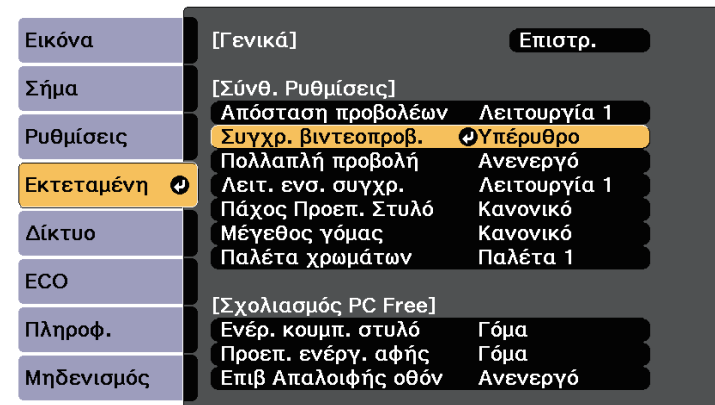 Εικόνα
Σήμα
Ρυθμίσεις
Εκτεταμένη
Δίκτυο
ECO
Πληροφ.
Μηδενισμός
[Γενικά] Επιστρ.
[Σύνθ. Ρυθμίσεις]
Απόσταση προβολέων Λειτουργία 1
Συγχρ. βιντεοπροβ. Υπέρυθρο
Πολλαπλή προβολή Ανενεργό
Λειτ. ενσ. συγχρ. Λειτουργία 1
Πάχος Προεπ. Στυλό Κανονικό
Μέγεθος γόμας Κανονικό
Παλέτα χρωμάτων Παλέτα 1
[Σχολιασμός PC Free]
Ενέρ. κουμπ. στυλό Γόμα
Προεπ. ενέργ. αφής Γόμα
Επιβ Απαλοιφής οθόν Ανενεργό